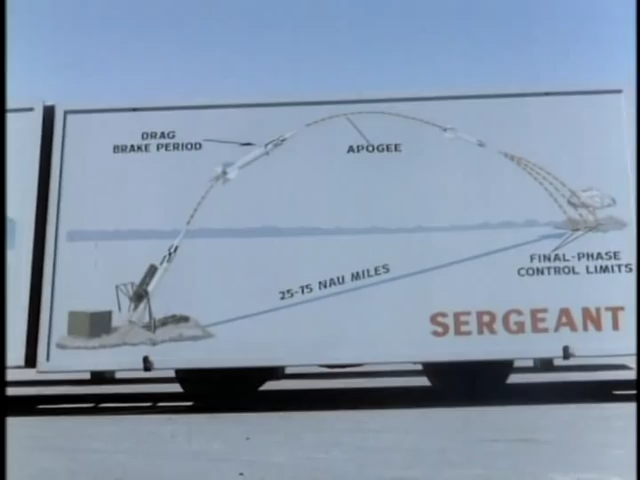 DRAG
BRAKE PERIOD
APOGEE
FINAL-PHASE
CONTROL LIMITS
25-75 NAU MILES
SERGEANT